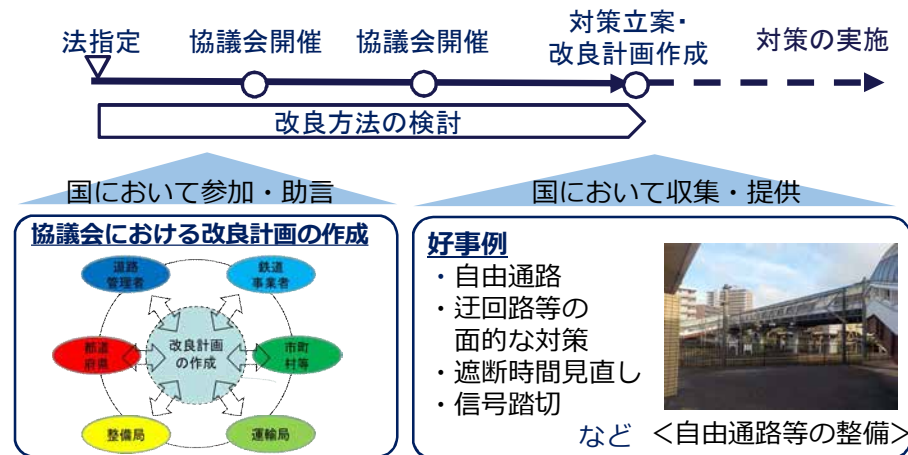 法指定
協議会開催
協議会開催
対策立案・
改良計画作成
対策の実施
改良方法の検討
国において参加・助言
国において収集・提供
協議会における改良計画の作成
道路
管理者
鉄道
事業者
都道
府県
改良計画
の作成
市町
村等
整備局
運輸局
好事例
・自由通路
・迂回路等の
面的な対策
・遮断時間見直し
・信号踏切
など
<自由通路等の整備>